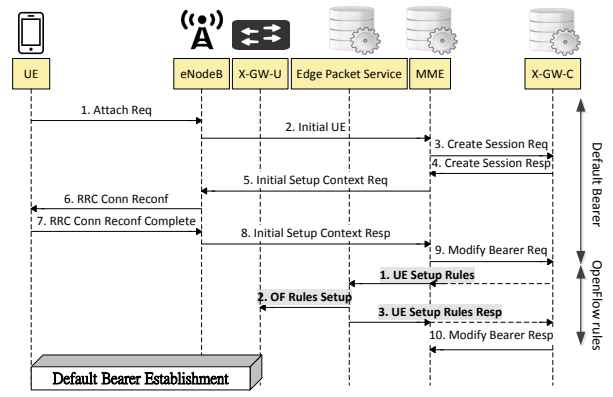 UE
eNodeB
X-GW-U
Edge Packet Service
MME
X-GW-C
1. Attach Req
2. Initial UE
3. Create Session Req
4. Create Session Resp
5. Initial Setup Context Req
6. RRC Conn Reconf
7. RRC Conn Reconf Complete
8. Initial Setup Context Resp
9. Modify Bearer Req
1. UE Setup Rules
2. OF Rules Setup
3. UE Setup Rules Resp
10. Modify Bearer Resp
Default Bearer
OpenFlow rules
Default Bearer Establishment